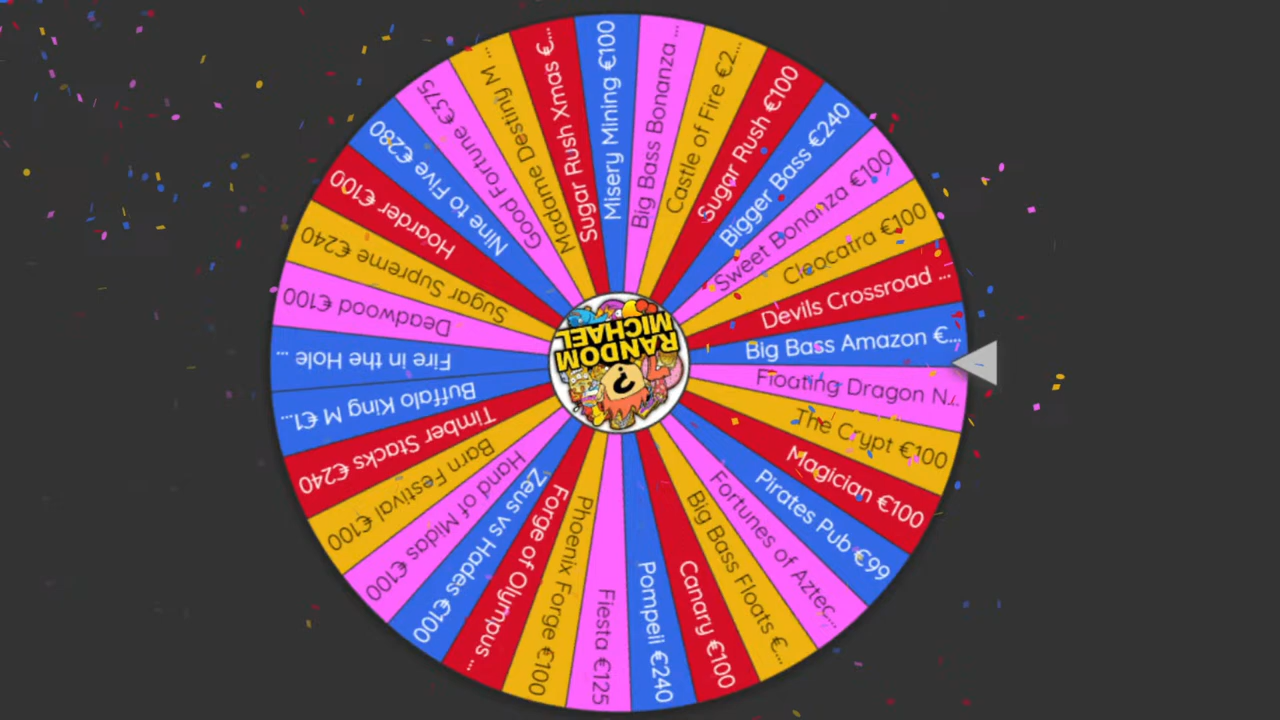 Misery Mining €100
Big Bass Bonanza ...
Castle of Fire €2...
Sugar Rush €100
Bigger Bass €240
Sweet Bonanza €100
Cleocatra €100
Devils Crossroad ...
Big Bass Amazon €...
Floating Dragon N...
The Crypt €100
Magician €100
Pirates Pub €99
Fortunes of Aztec...
Big Bass Floats €...
Canary €100
Pompeii €240
Fiesta €125
Phoenix Forge €100
Forge of Olympus ...
Zeus vs Hades €100
Hand of Midas €100
Barn Festival €100
Timber Stacks €240
Buffalo King M €1...
Fire in the Hole ...
Deadwood €100
Sugar Supreme €240
Hoarder €100
Nine to Five €280
Good Fortune €375
Madame Destiny M ...
Sugar Rush Xmas €...
RANDOM
MICHAEL